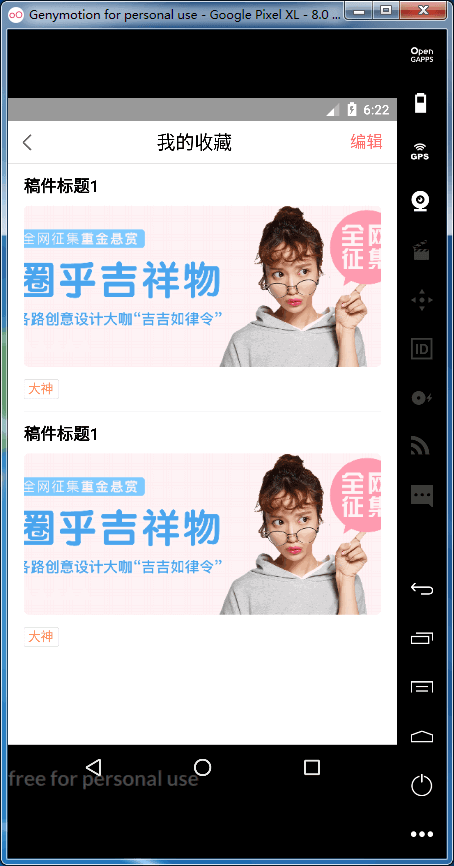 Genymotion for personal use - Google Pixel XL - 8.0 ...
Open
GAPPS
6:22
我的收藏
编辑
GPS
稿件标题1
全网征集重金悬赏
圈乎吉祥物
各路创意设计大咖“吉吉如律令”
全网
征集
大神
ID
稿件标题1
全网征集重金悬赏
圈乎吉祥物
各路创意设计大咖“吉吉如律令”
全网
征集
大神
free for personal use